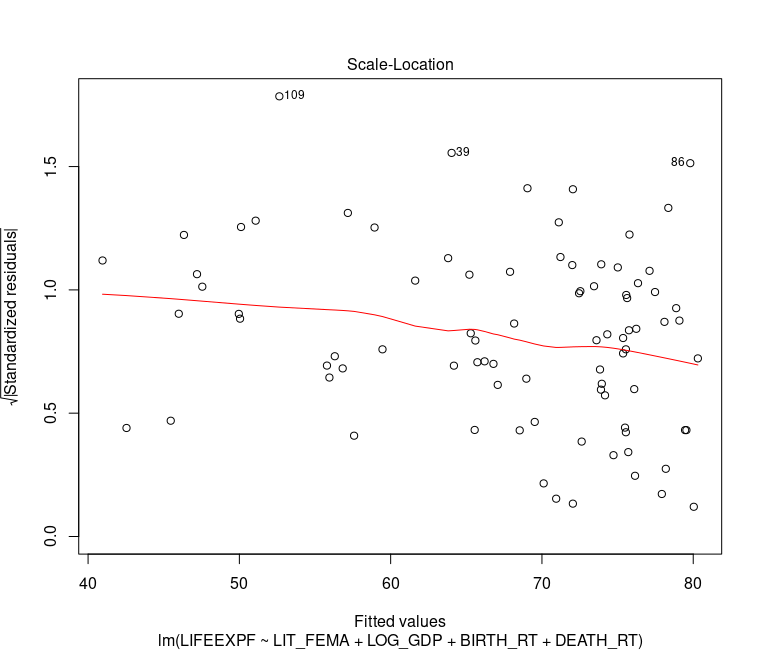 Scale-Location
109
39
86
0.0 0.5 1.0 1.5
√|Standardized residuals|
40 50 60 70 80
Fitted values
lm(LIFEEXPF ~ LIT_FEMA + LOG_GDP + BIRTH_RT + DEATH_RT)